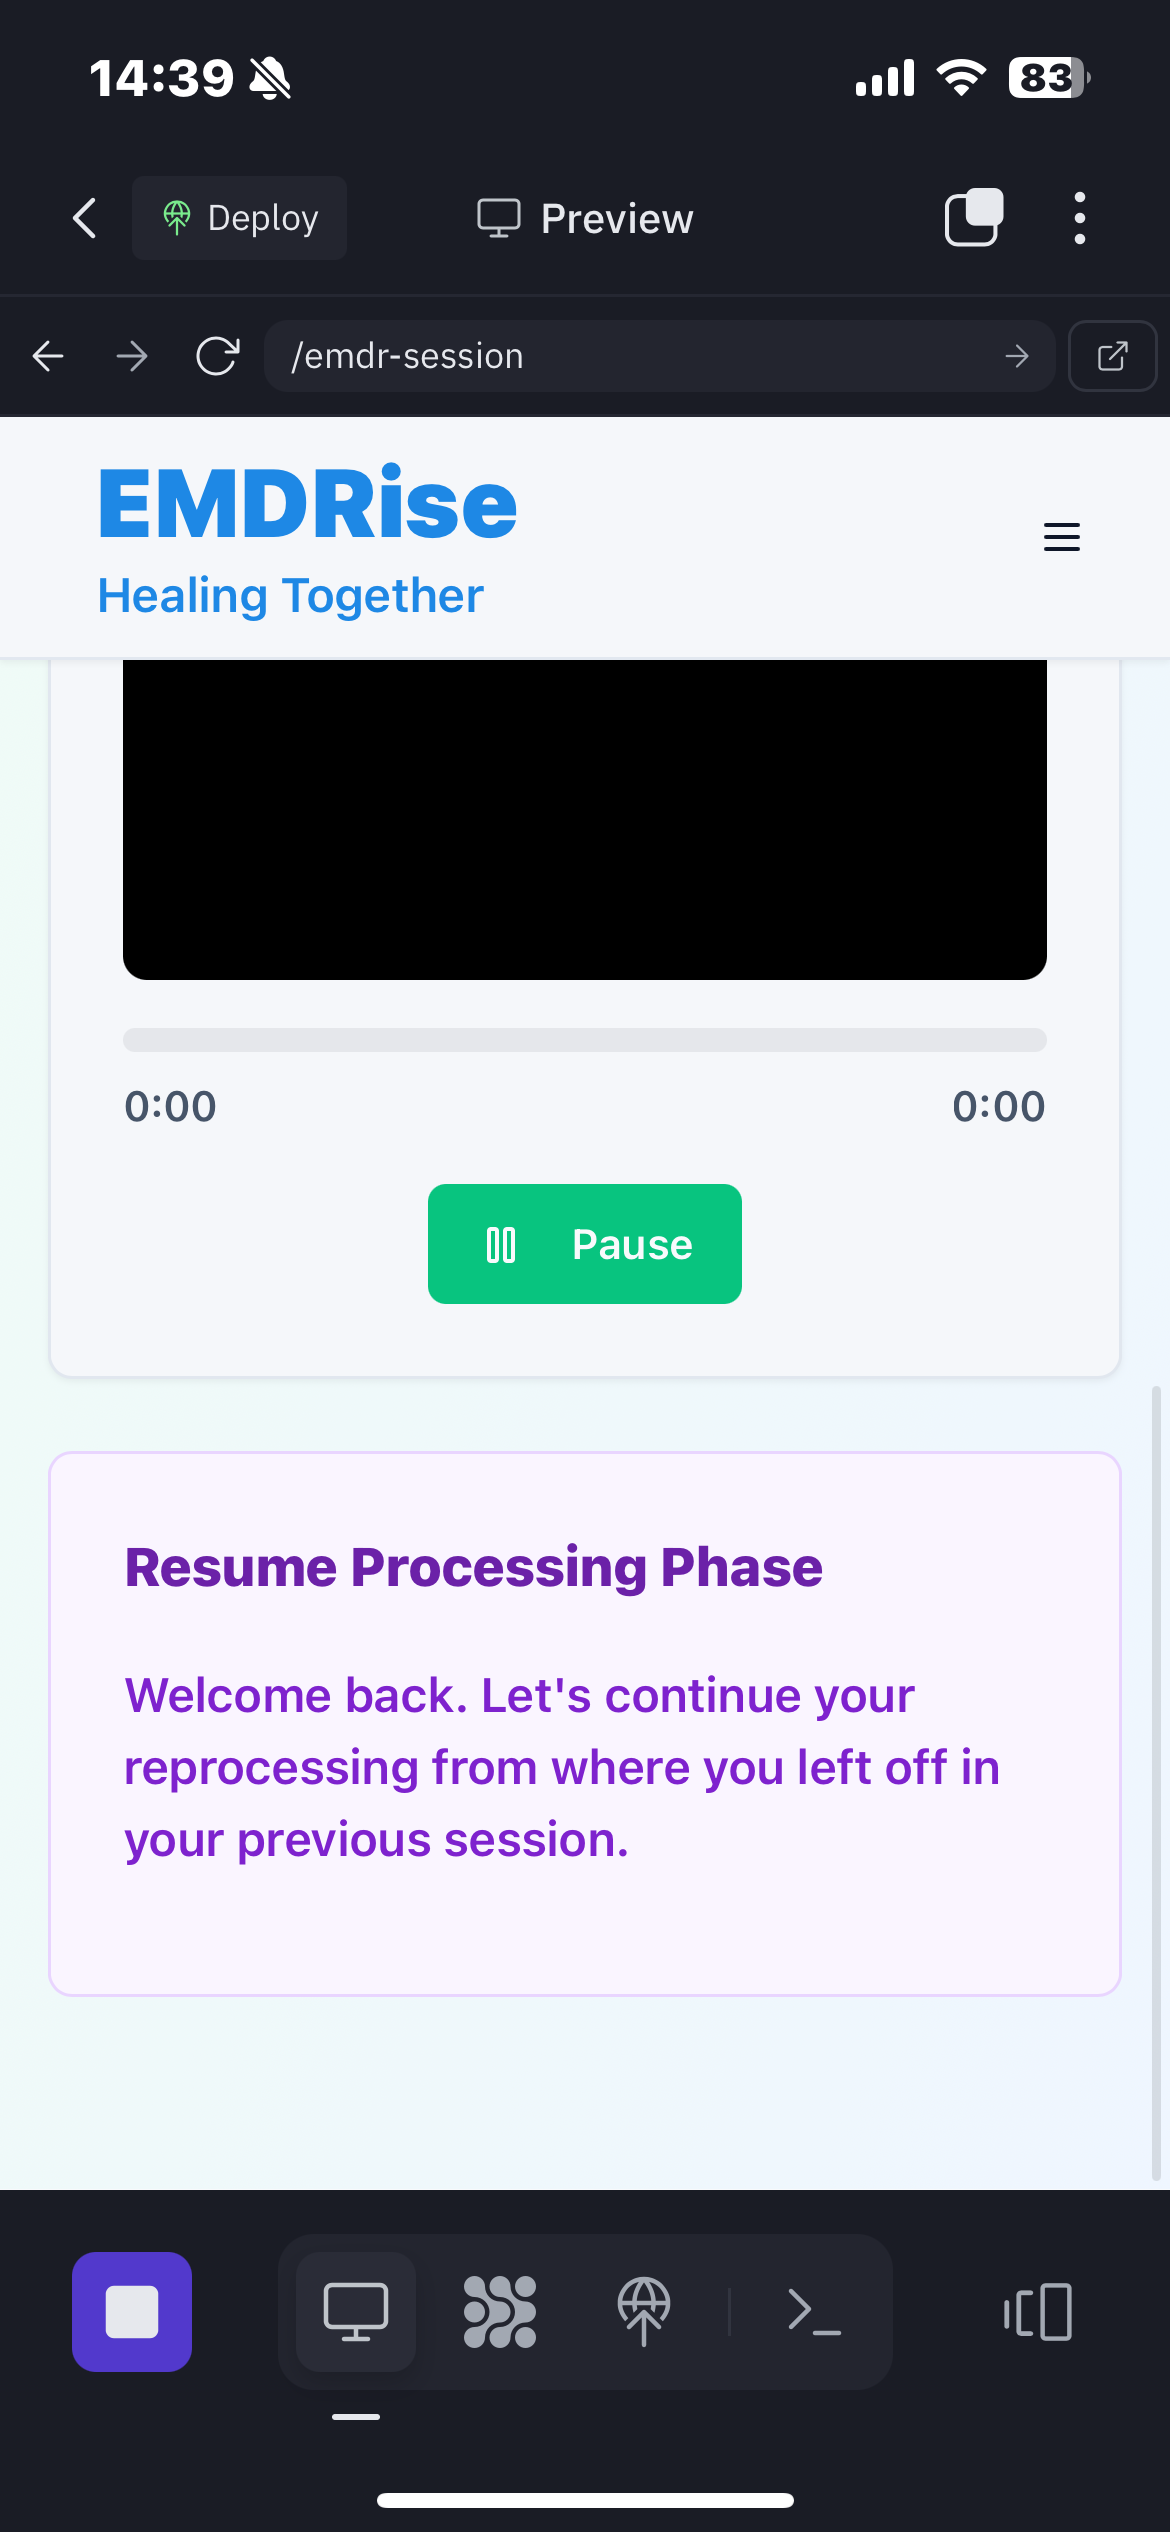 14:39
83
Deploy
Preview
/emdr-session
EMDRise
Healing Together
0:00
0:00
Pause
Resume Processing Phase
Welcome back. Let's continue your
reprocessing from where you left off in
your previous session.